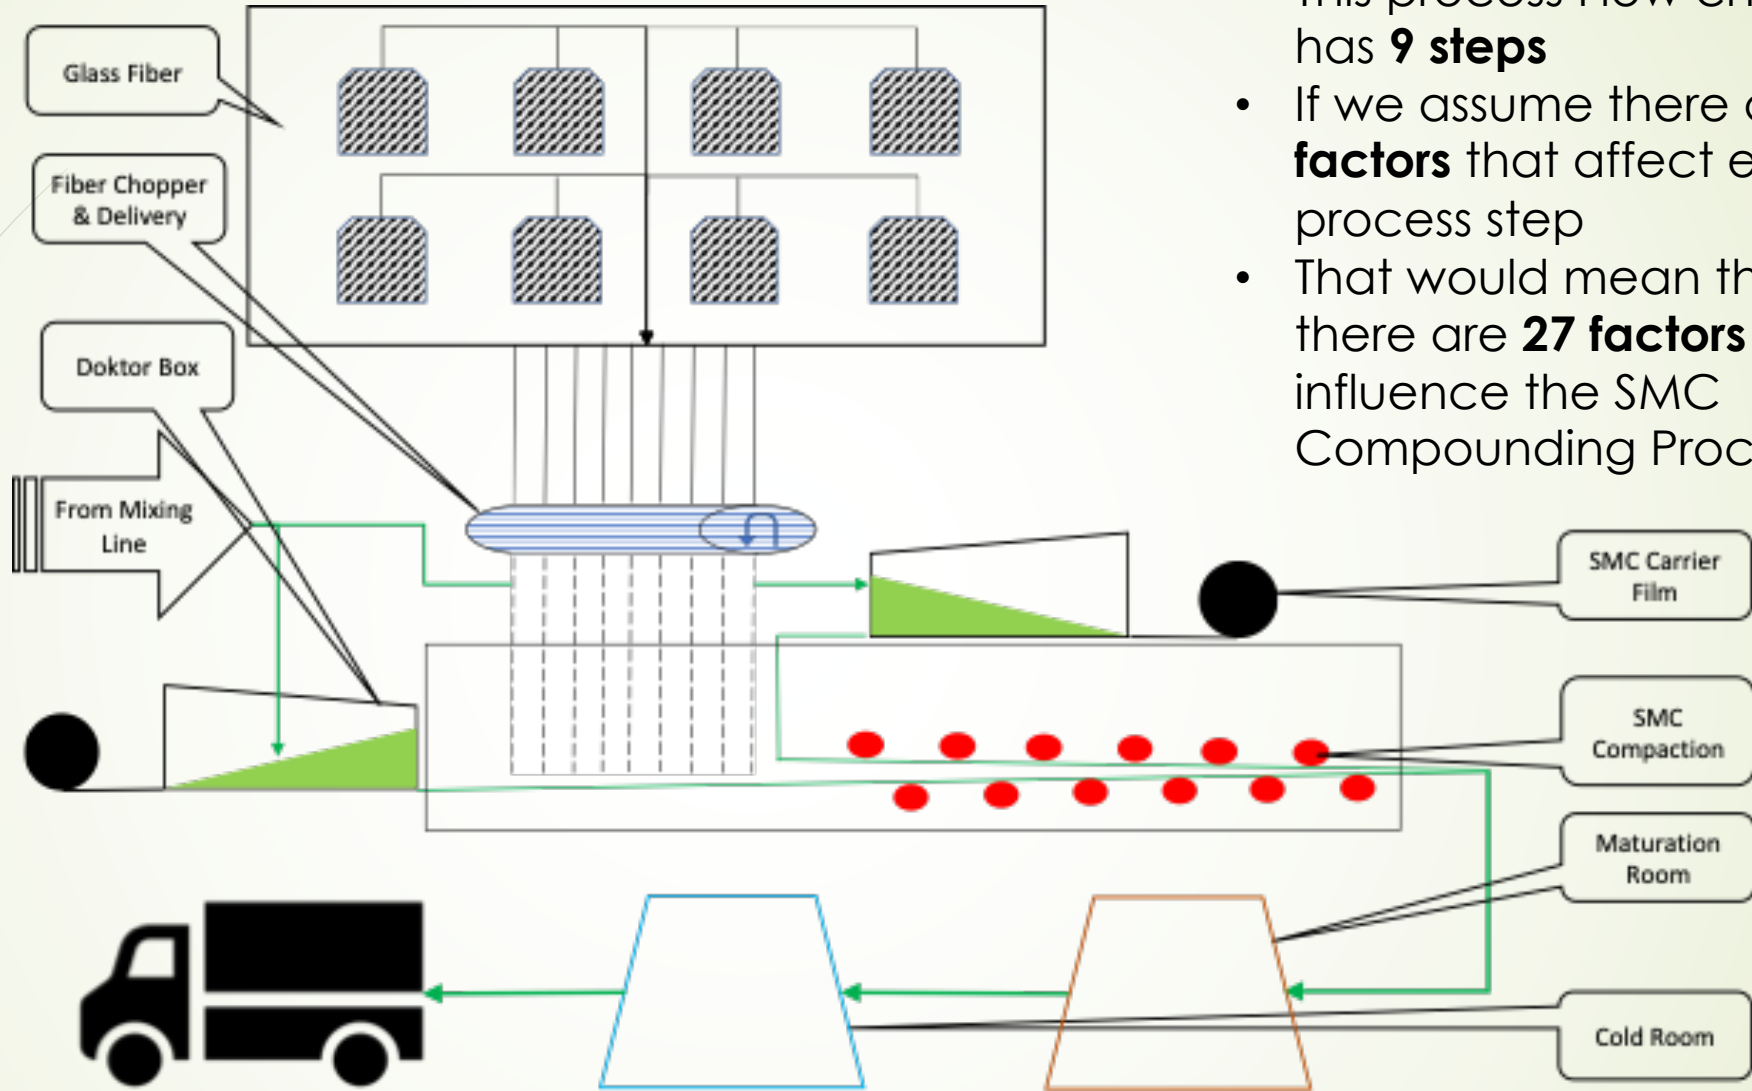 Glass Fiber
Fiber Chopper
& Delivery
Doktor Box
From Mixing
Line
This process
has 9 steps
• If we assume there
factors that affect
process step
• That would mean
there are 27 factors
influence the SMC
Compounding
SMC Carrier
Film
SMC
Compaction
Maturation
Room
Cold Room